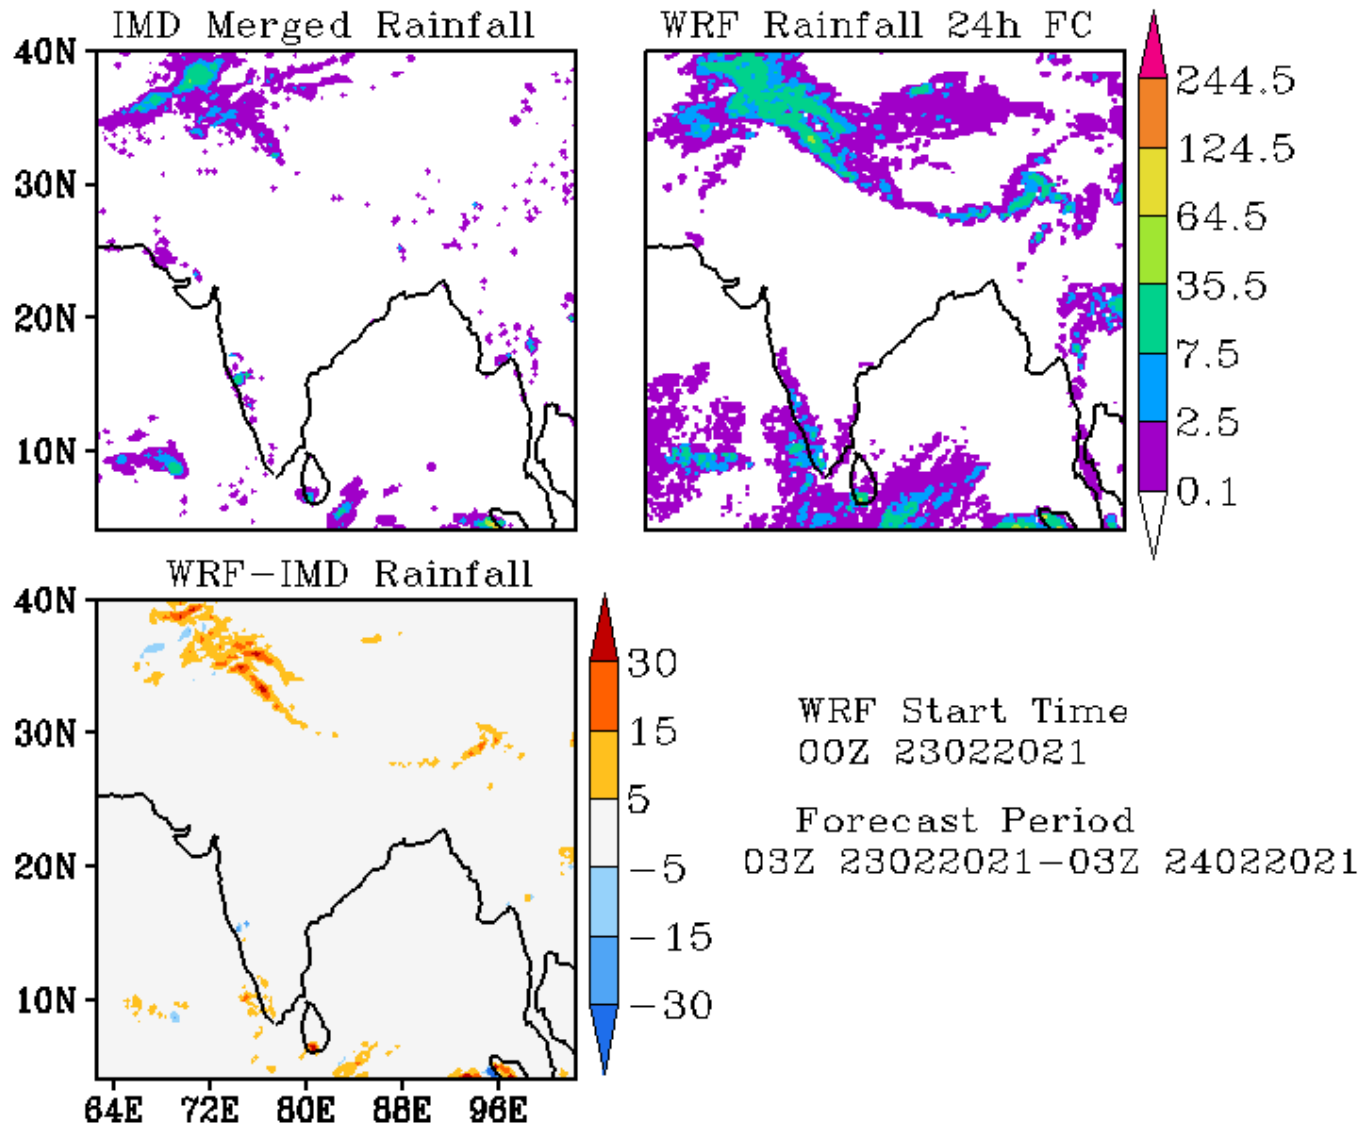 IMD Merged Rainfall
WRF Rainfall 24h FC
40N
30N
20N
10N
244.5
124.5
64.5
35.5
7.5
2.5
0.1
WRF-IMD Rainfall
40N
30N
20N
10N
64E 72E 80E 88E 96E
30
15
5
-5
-15
-30
WRF Start Time
00Z 23022021
Forecast Period
03Z 23022021-03Z 24022021